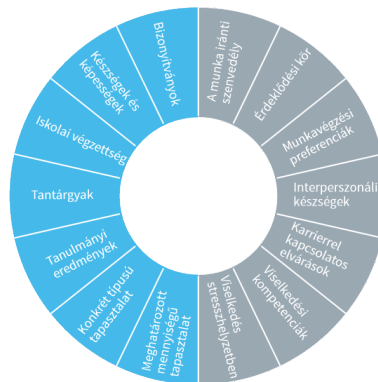 Bizonyítványok
Készségek és
képességek
Iskolai végzettség
Tantárgyak
Tanulmányi
eredmények
Konkrét típusú
tapasztalat
Meghatározott
mennyiségű
tapasztalat
A munka iránti
szenvedély
Érdeklődési kör
Munkavégzési
preferenciák
Interperszonáli
készségek
Karrierrel
kapcsolatos
elvárások
Viselkedési
kompetenciák
Viselkedés
stresszhelyzetben